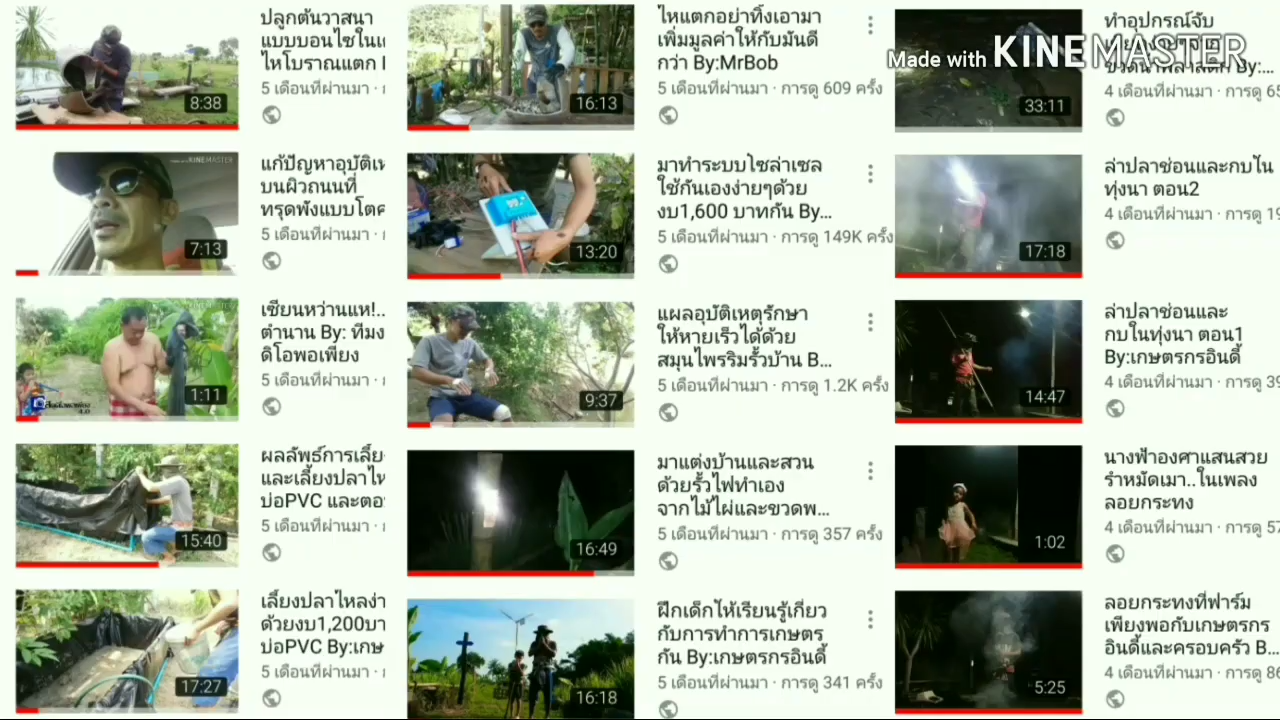 ปลูกต้นวาสนา
แบบบอนไซในเ
ไหโบราณแตก
8:38
5 เดือนที่ผ่านมา ·
แก้ปัญหาอุบัติเห
บนผิวถนนที่
ทรุดพังแบบโตค
7:13
5 เดือนที่ผ่านมา ·
เซียนหว่านแห!..
ตำนาน By: ทีมง
ดิโอพอเพียง
1:11
5 เดือนที่ผ่านมา ·
ผลลัพธ์การเลี้ย
และเลี้ยงปลาไห
บ่อPVC และตอ
15:40
5 เดือนที่ผ่านมา ·
เลี้ยงปลาไหลง่า
ด้วยงบ1,200บา
บ่อPVC By:เกษ
17:27
5 เดือนที่ผ่านมา ·
ไหแตกอย่าทิ้งเอามา
เพิ่มมูลค่าให้กับมันดี
กว่า By:MrBob
16:13
5 เดือนที่ผ่านมา · การดู 609 ครั้ง
มาทำระบบโซล่าเซล
ใช้กันเองง่ายๆด้วย
งบ1,600 บาทกัน By...
13:20
5 เดือนที่ผ่านมา · การดู 149K ครั้ง
แผลอุบัติเหตุรักษา
ให้หายเร็วได้ด้วย
สมุนไพรริมรั้วบ้าน B...
9:37
5 เดือนที่ผ่านมา · การดู 1.2K ครั้ง
มาแต่งบ้านและสวน
ด้วยรั้วไฟทำเอง
จากไม้ไผ่และขวดพ...
16:49
5 เดือนที่ผ่านมา · การดู 357 ครั้ง
ฝึกเด็กให้เรียนรู้เกี่ยว
กับการทำการเกษตร
กัน By:เกษตรกรอินดี้
16:18
5 เดือนที่ผ่านมา · การดู 341 ครั้ง
Made with KINEMASTER
ทำอุปกรณ์จับ
33:11
4 เดือนที่ผ่านมา · การดู 65
ล่าปลาช่อนและกบใน
ทุ่งนา ตอน2
17:18
4 เดือนที่ผ่านมา · การดู 19
ล่าปลาช่อนและ
กบในทุ่งนา ตอน1
By:เกษตรกรอินดี้
14:47
4 เดือนที่ผ่านมา · การดู 39
นางฟ้าองศาแสนสวย
รำหมัดเมา..ในเพลง
ลอยกระทง
1:02
4 เดือนที่ผ่านมา · การดู 57
ลอยกระทงที่ฟาร์ม
เพียงพอกับเกษตรกร
อินดี้และครอบครัว B...
5:25
4 เดือนที่ผ่านมา · การดู 86